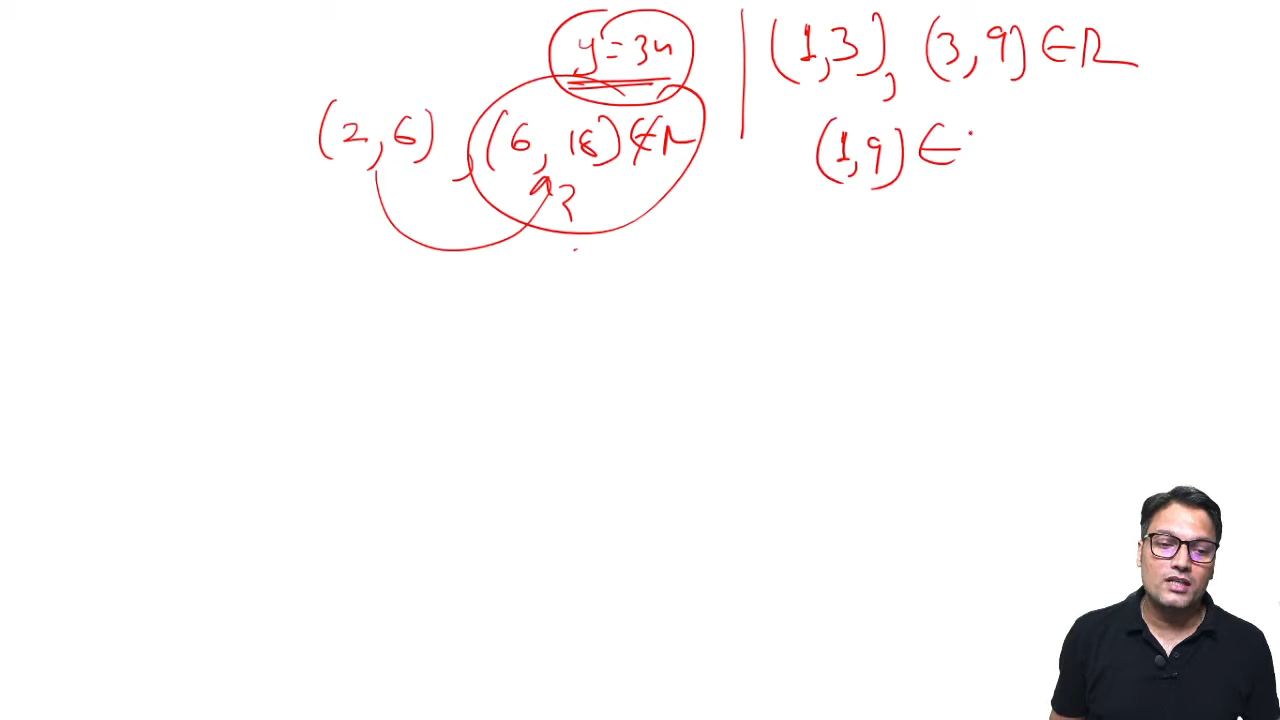 y = 3x
(2,6) , (6, 18) ∉ R
(1,3) , (3,9) ∈ R
(1,9) ∈